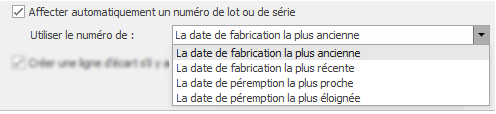 Affecter automatiquement un numéro de lot ou de série
Utiliser le numéro de : La date de fabrication la plus ancienne
La date de fabrication la plus ancienne
La date de fabrication la plus récente
La date de péremption la plus proche
La date de péremption la plus éloignée
Créer une ligne d'écart s'il y a